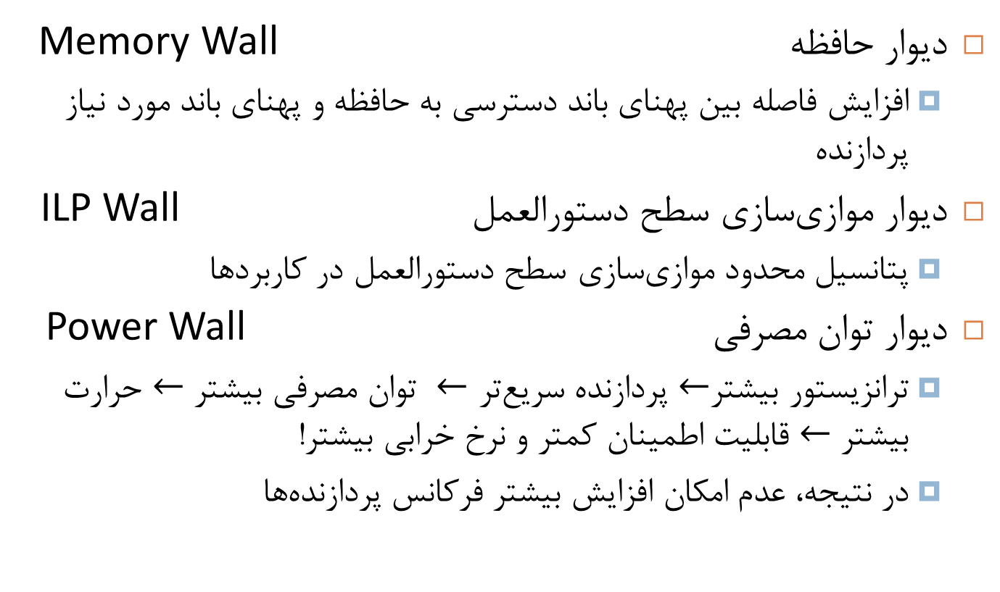 دیوار حافظه Memory Wall
افزایش فاصله بین پهنای باند دسترسی به حافظه و پهنای باند مورد نیاز
پردازنده
دیوار موازی‌سازی سطح دستورالعمل ILP Wall
پتانسیل محدود موازی‌سازی سطح دستورالعمل در کاربردها
دیوار توان مصرفی Power Wall
ترانزیستور بیشتر← پردازنده سریع‌تر ← توان مصرفی بیشتر ← حرارت
بیشتر ← قابلیت اطمینان کمتر و نرخ خرابی بیشتر!
در نتیجه، عدم امکان افزایش بیشتر فرکانس پردازنده‌ها